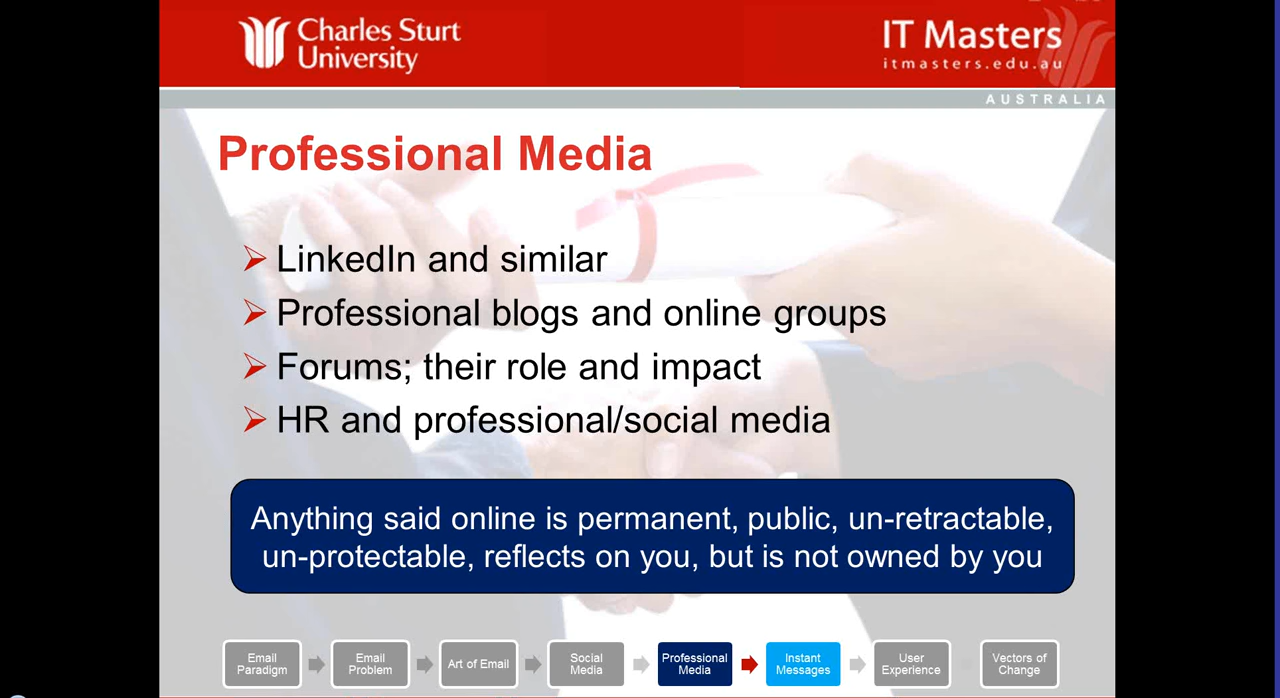 Charles Sturt
University
IT Masters
itmasters.edu.au
AUSTRALIA
Professional Media
LinkedIn and similar
Professional blogs and online groups
Forums; their role and impact
HR and professional/social media
Anything said online is permanent, public, un-retractable,
un-protectable, reflects on you, but is not owned by you
Email
Paradigm
Email
Problem
Art of Email
Social
Media
Professional
Media
Instant
Messages
User
Experience
Vectors of
Change